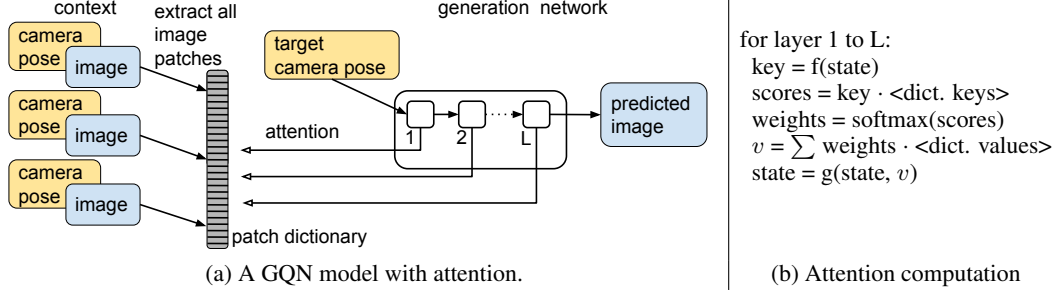 context
extract all
image
patches
generation network
camera
pose
image
camera
pose
image
camera
pose
image
target
camera pose
attention
1
2
L
predicted
image
patch dictionary
(a) A GQN model with attention.
for layer 1 to L:
key = f(state)
scores = key · <dict. keys>
weights = softmax(scores)
v = ∑ weights · <dict. values>
state = g(state, v)
(b) Attention computation